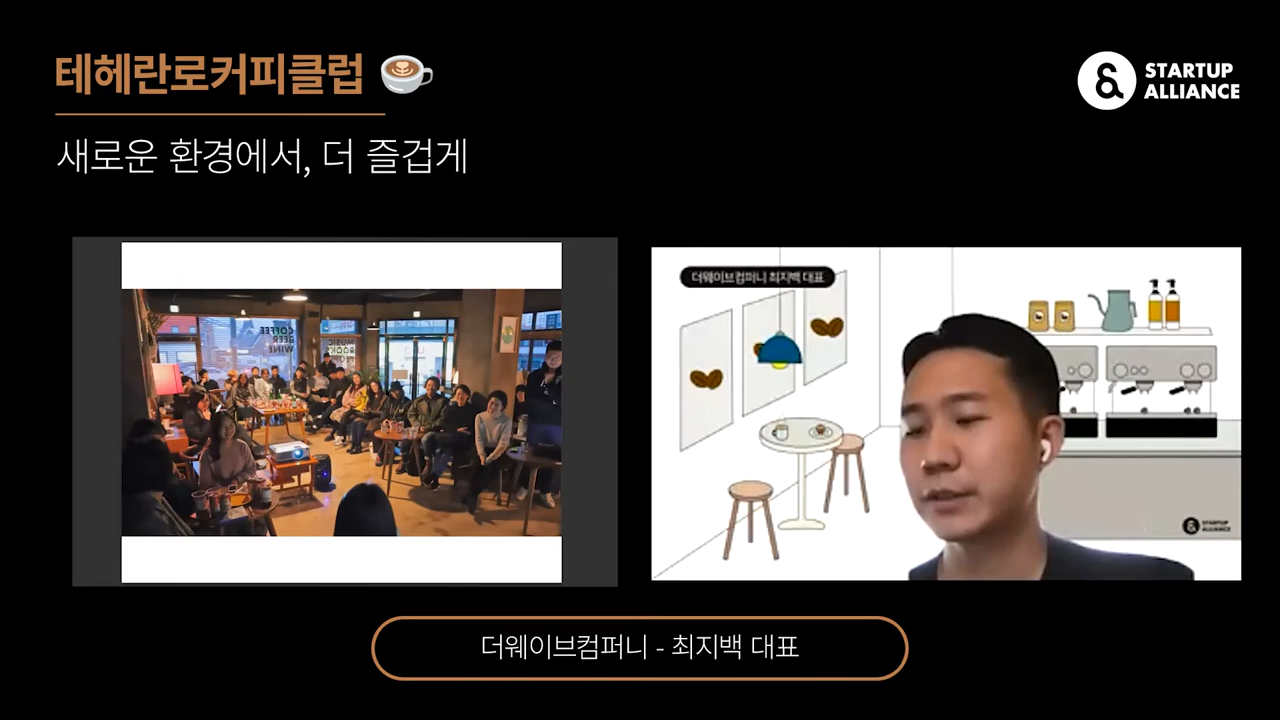 테헤란로커피클럽
STARTUP
ALLIANCE
새로운 환경에서, 더 즐겁게
COFFEE
BEER
WINE
MUSIC
BOOK
더웨이브컴퍼니 최지백 대표
STARTUP
ALLIANCE
더웨이브컴퍼니 - 최지백 대표